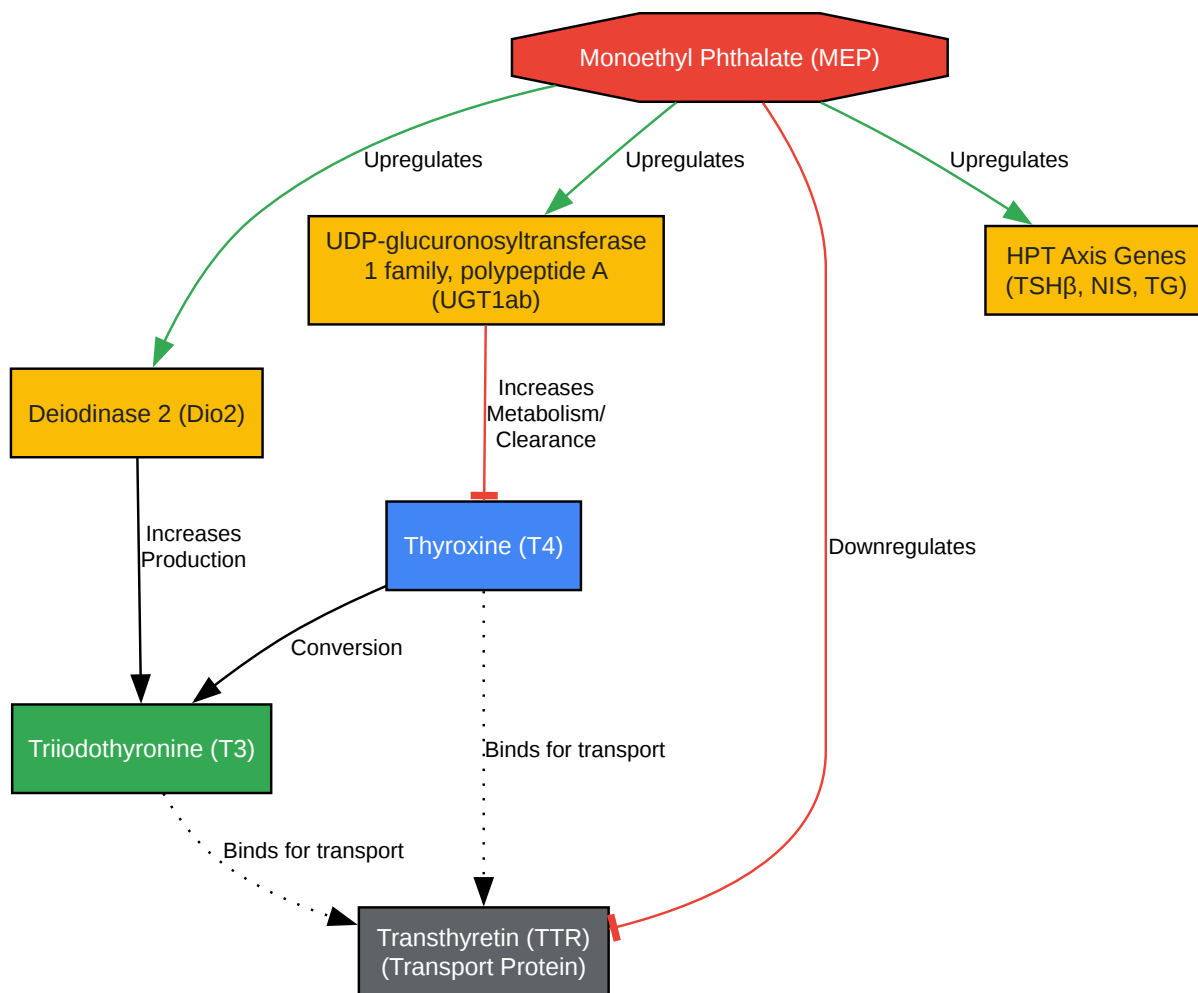 Monoethyl Phthalate (MEP)
Upregulates
Upregulates
Upregulates
UDP-glucuronosyltransferase
1 family, polypeptide A
(UGT1ab)
HPT Axis Genes
(TSHβ, NIS, TG)
Deiodinase 2 (Dio2)
Increases
Metabolism/
Clearance
Increases
Production
Thyroxine (T4)
Downregulates
Conversion
Triiodothyronine (T3)
Binds for transport
Binds for transport
Transthyretin (TTR)
(Transport Protein)